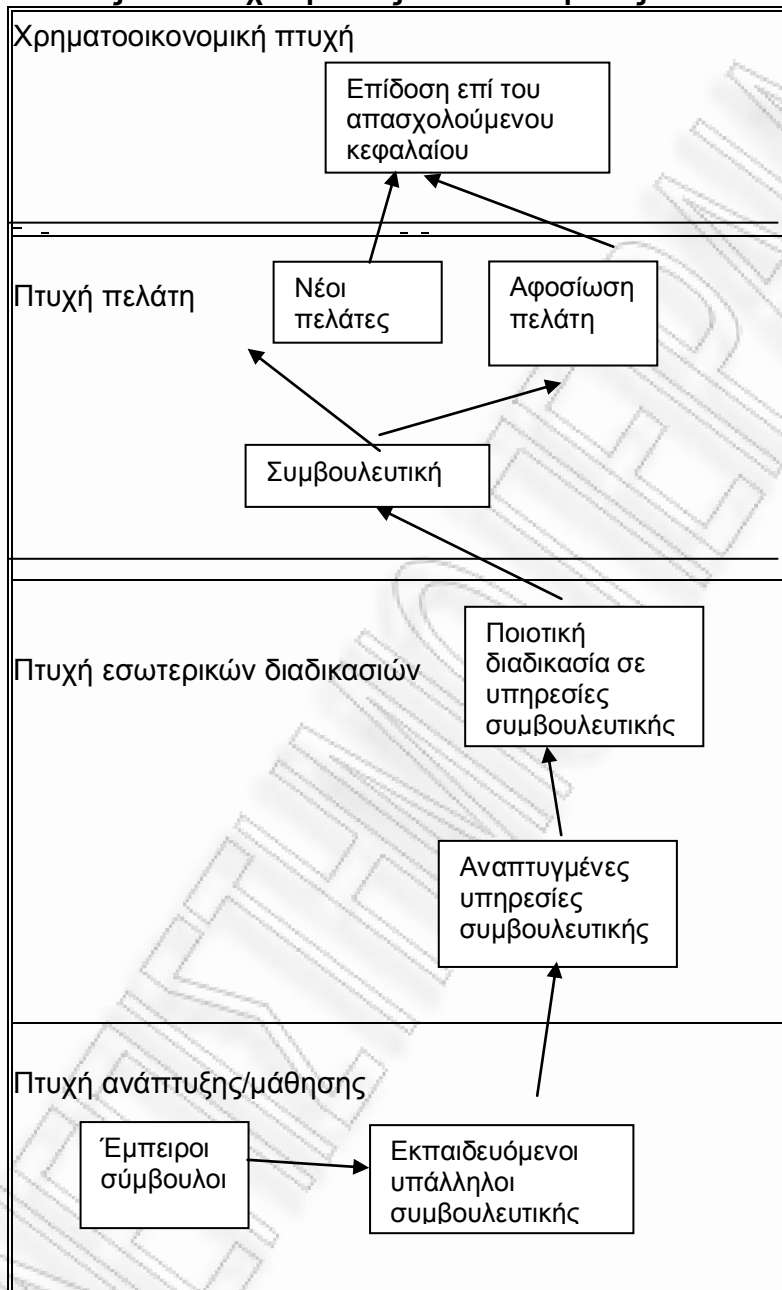 Χρηματοοικονομική πτυχή
Επίδοση επί του
απασχολούμενου
κεφαλαίου
Πτυχή πελάτη
Νέοι
πελάτες
Αφοσίωση
πελάτη
Συμβουλευτική
Πτυχή εσωτερικών διαδικασιών
Ποιοτική
διαδικασία σε
υπηρεσίες
συμβουλευτικής
Αναπτυγμένες
υπηρεσίες
συμβουλευτικής
Πτυχή ανάπτυξης/μάθησης
Έμπειροι
σύμβουλοι
Εκπαιδευόμενοι
υπάλληλοι
συμβουλευτικής